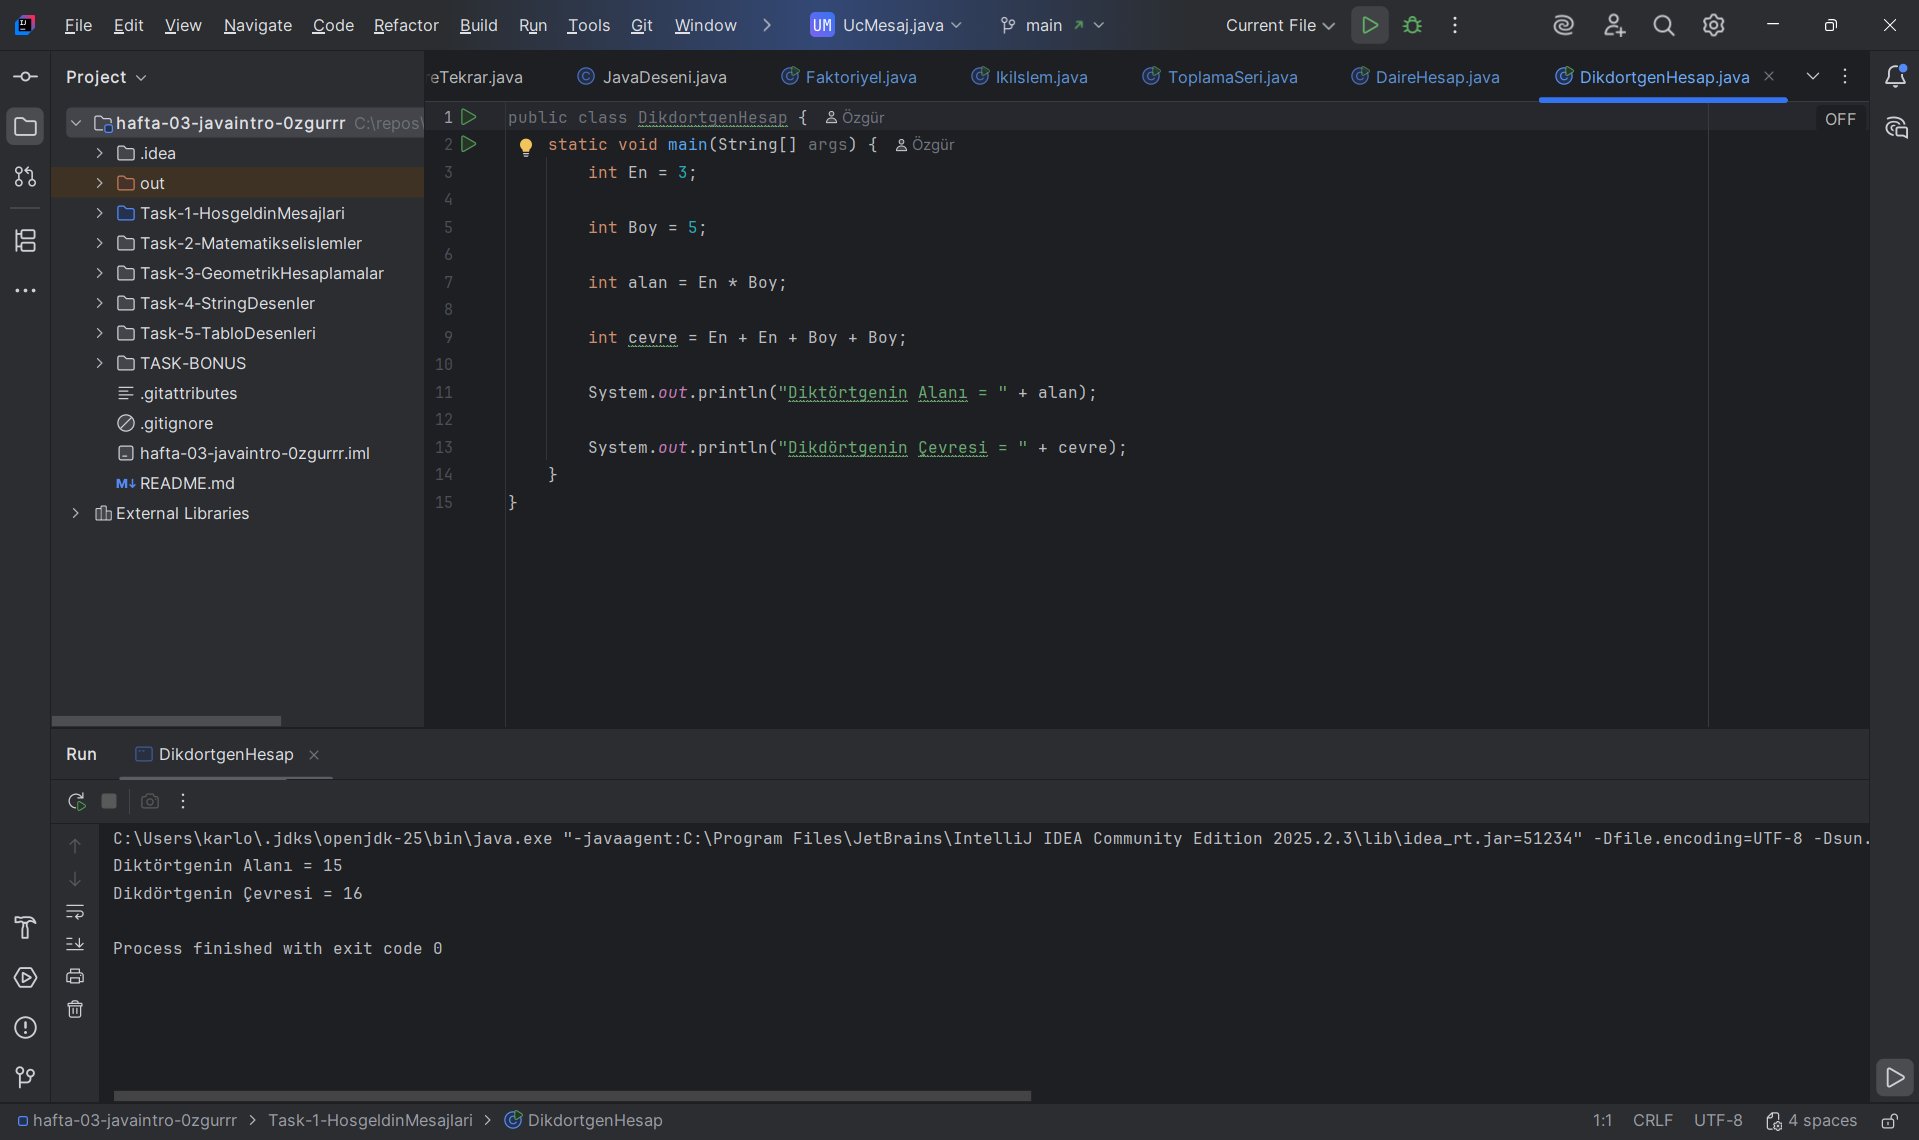 File Edit View Navigate Code Refactor Build Run Tools Git Window UM UcMesaj.java main Current File
Project
hafta-03-javaintro-0zgurrr C:\repos\
.idea
out
Task-1-HosgeldinMesajlari
Task-2-Matematikselislemler
Task-3-GeometrikHesaplamalar
Task-4-StringDesenler
Task-5-TabloDesenleri
TASK-BONUS
.gitattributes
.gitignore
hafta-03-javaintro-0zgurrr.iml
M↓ README.md
External Libraries
eTekrar.java JavaDeseni.java Faktoriyel.java IkiIslem.java ToplamaSeri.java DaireHesap.java DikdortgenHesap.java
OFF
1 public class DikdortgenHesap { Özgür
2 static void main(String[] args) { Özgür
3 int En = 3;
4
5 int Boy = 5;
6
7 int alan = En * Boy;
8
9 int cevre = En + En + Boy + Boy;
10
11 System.out.println("Diktörtgenin Alanı = " + alan);
12
13 System.out.println("Dikdörtgenin Çevresi = " + cevre);
14 }
15 }
Run DikdortgenHesap
C:\Users\karlo\.jdks\openjdk-25\bin\java.exe "-javaagent:C:\Program Files\JetBrains\IntelliJ IDEA Community Edition 2025.2.3\lib\idea_rt.jar=51234" -Dfile.encoding=UTF-8 -Dsun.
Diktörtgenin Alanı = 15
Dikdörtgenin Çevresi = 16
Process finished with exit code 0
hafta-03-javaintro-0zgurrr > Task-1-HosgeldinMesajlari > DikdortgenHesap 1:1 CRLF UTF-8 4 spaces